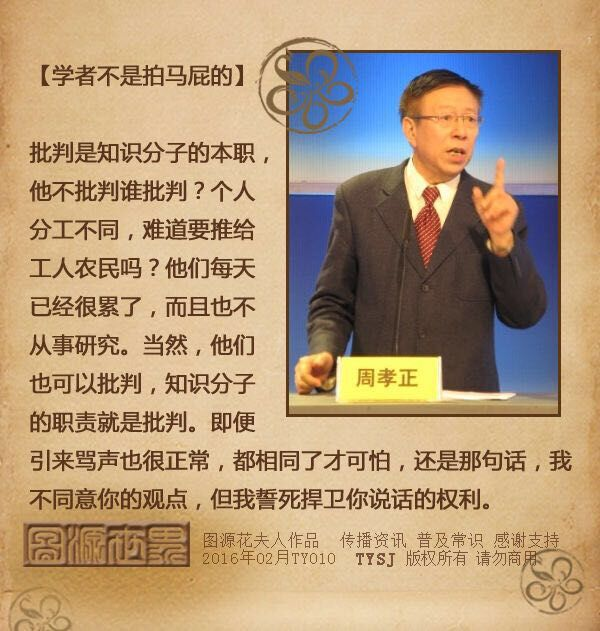 【学者不是拍马屁的】
批判是知识分子的本职，
他不批判谁批判？个人
分工不同，难道要推给
工人农民吗？他们每天
已经很累了，而且也不
从事研究。当然，他们
也可以批判，知识分子
的职责就是批判。即便
引来骂声也很正常，都相同了才可怕，还是那句话，我
不同意你的观点，但我誓死捍卫你说话的权利。
周孝正
图源世界
图源花夫人作品 传播资讯 普及常识 感谢支持
2016年02月TY010 TYSJ 版权所有 请勿商用